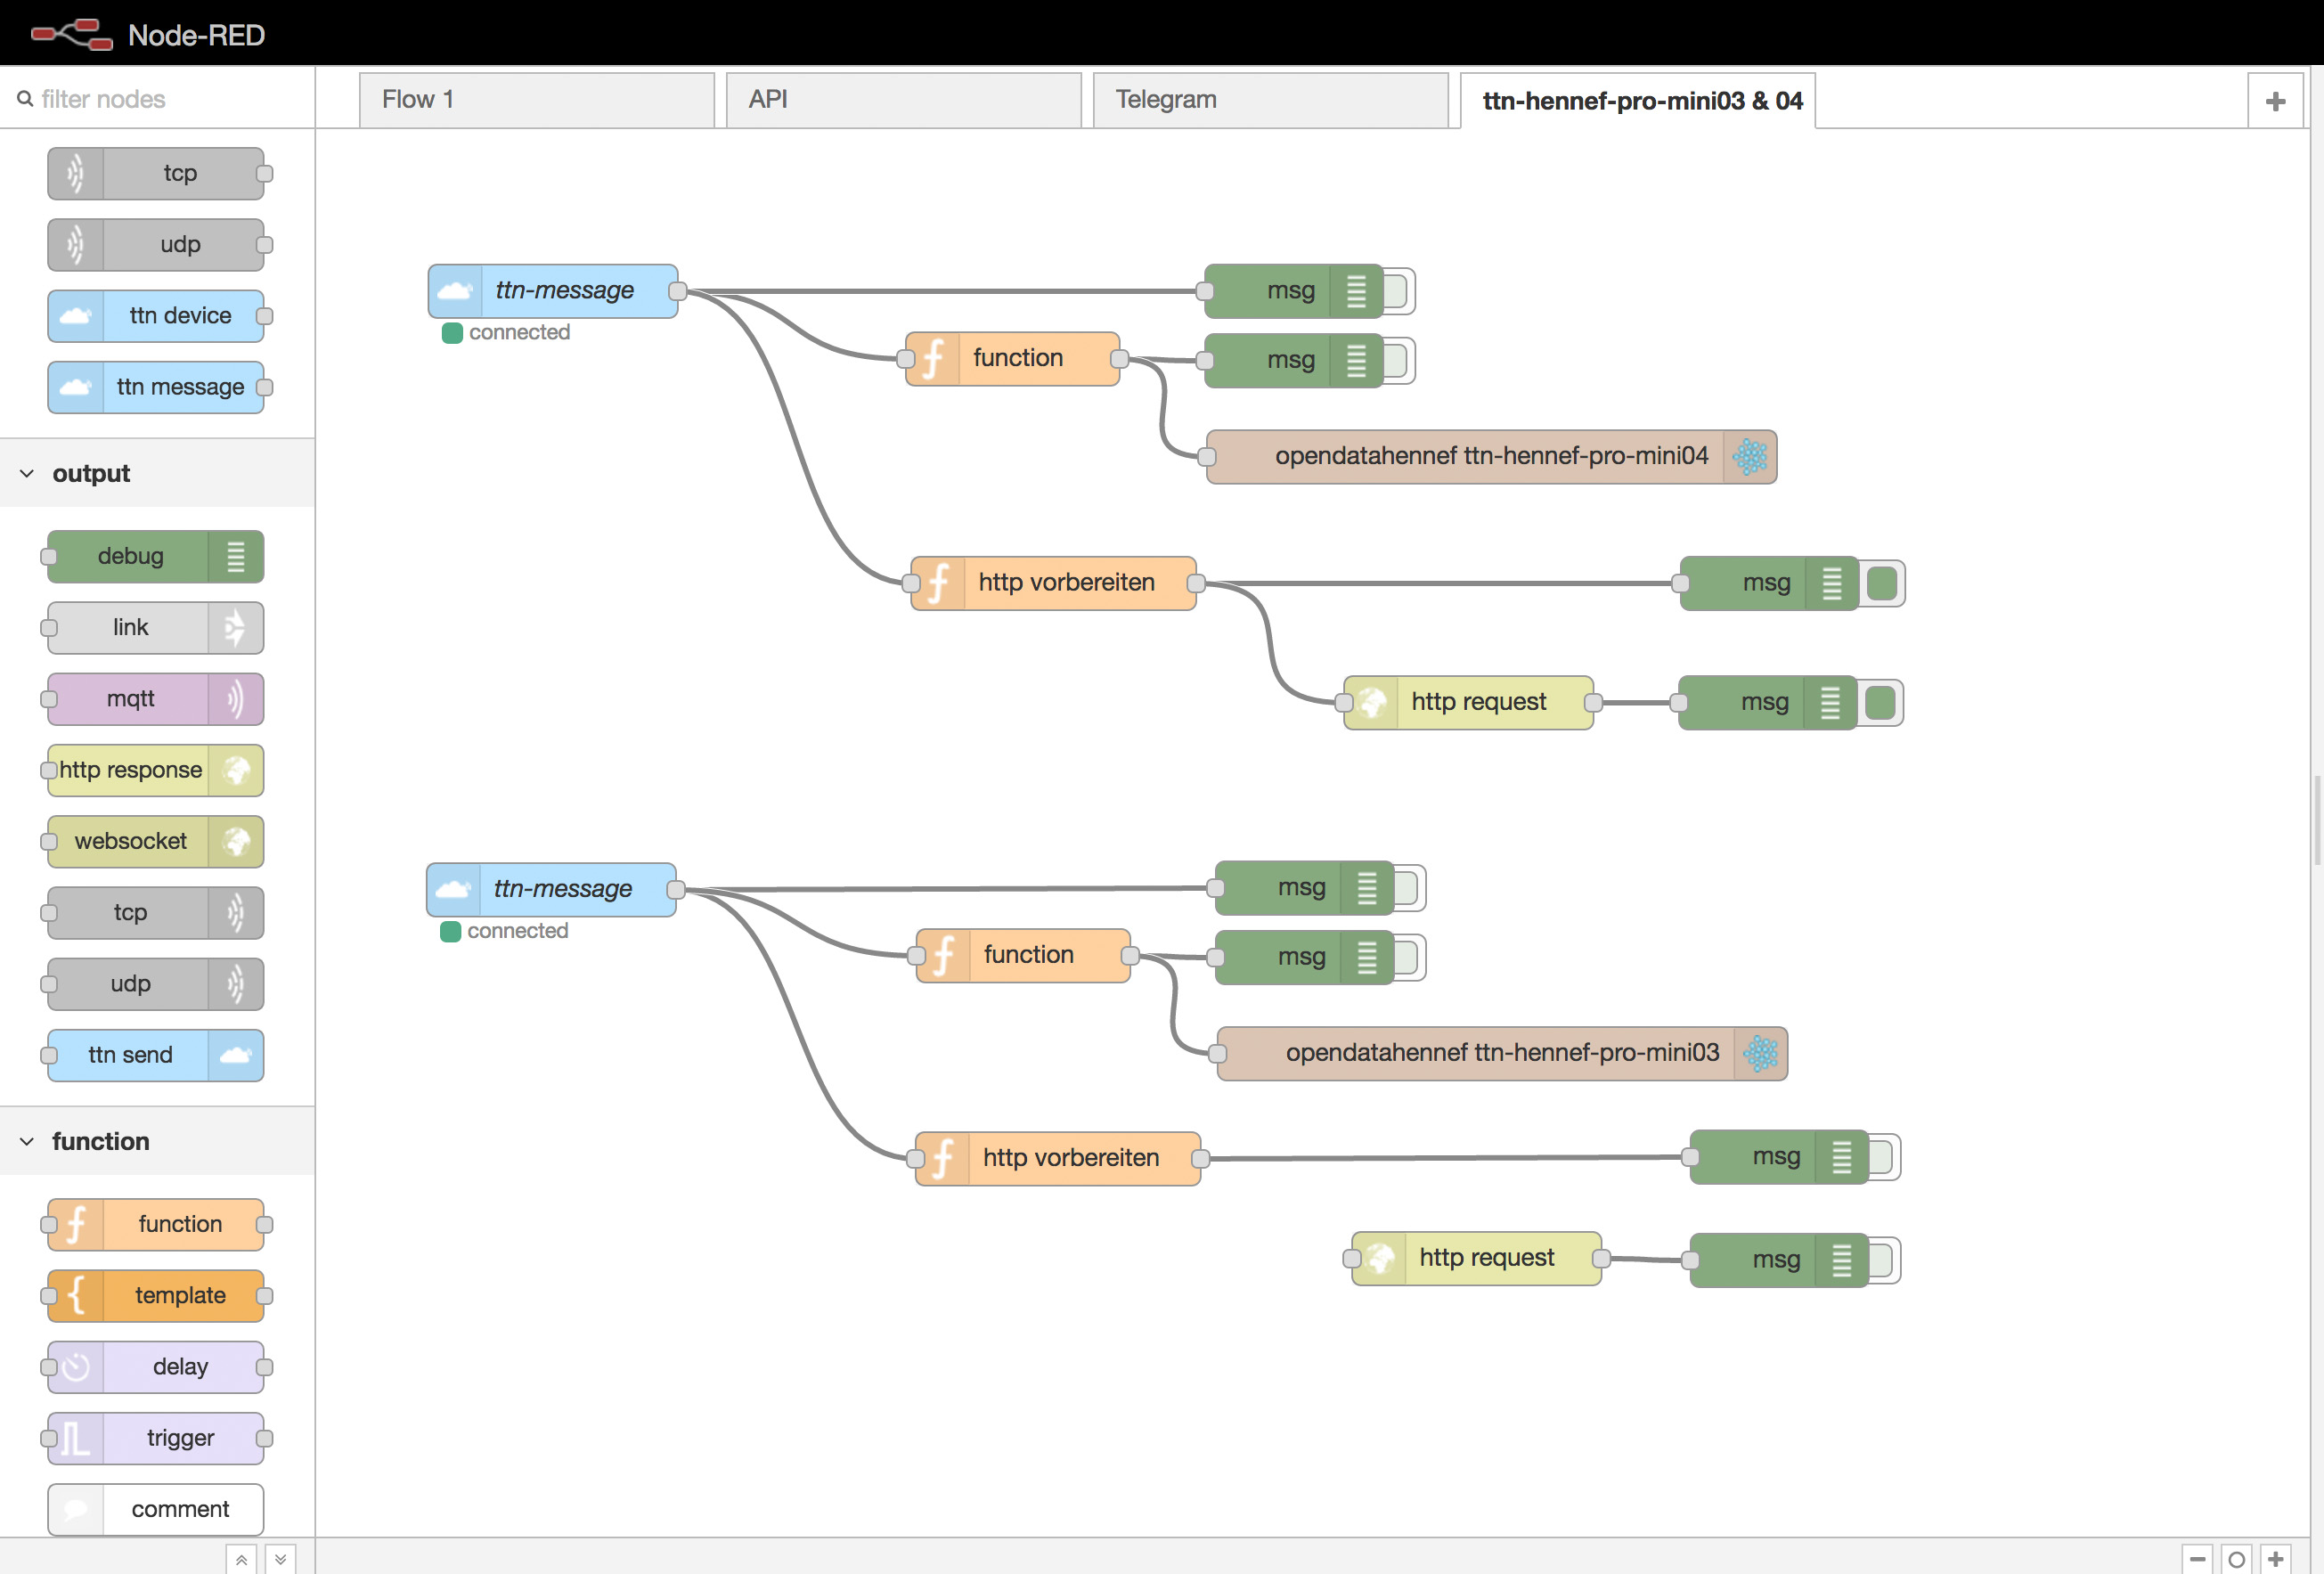 Node-RED
filter nodes
Flow 1
API
Telegram
ttn-hennef-pro-mini03 & 04
tcp
udp
ttn device
ttn message
output
debug
link
mqtt
http response
websocket
tcp
udp
ttn send
function
function
template
delay
trigger
comment
ttn-message
connected
msg
function
msg
opendatahennef ttn-hennef-pro-mini04
http vorbereiten
msg
http request
msg
ttn-message
connected
msg
function
msg
opendatahennef ttn-hennef-pro-mini03
http vorbereiten
msg
http request
msg